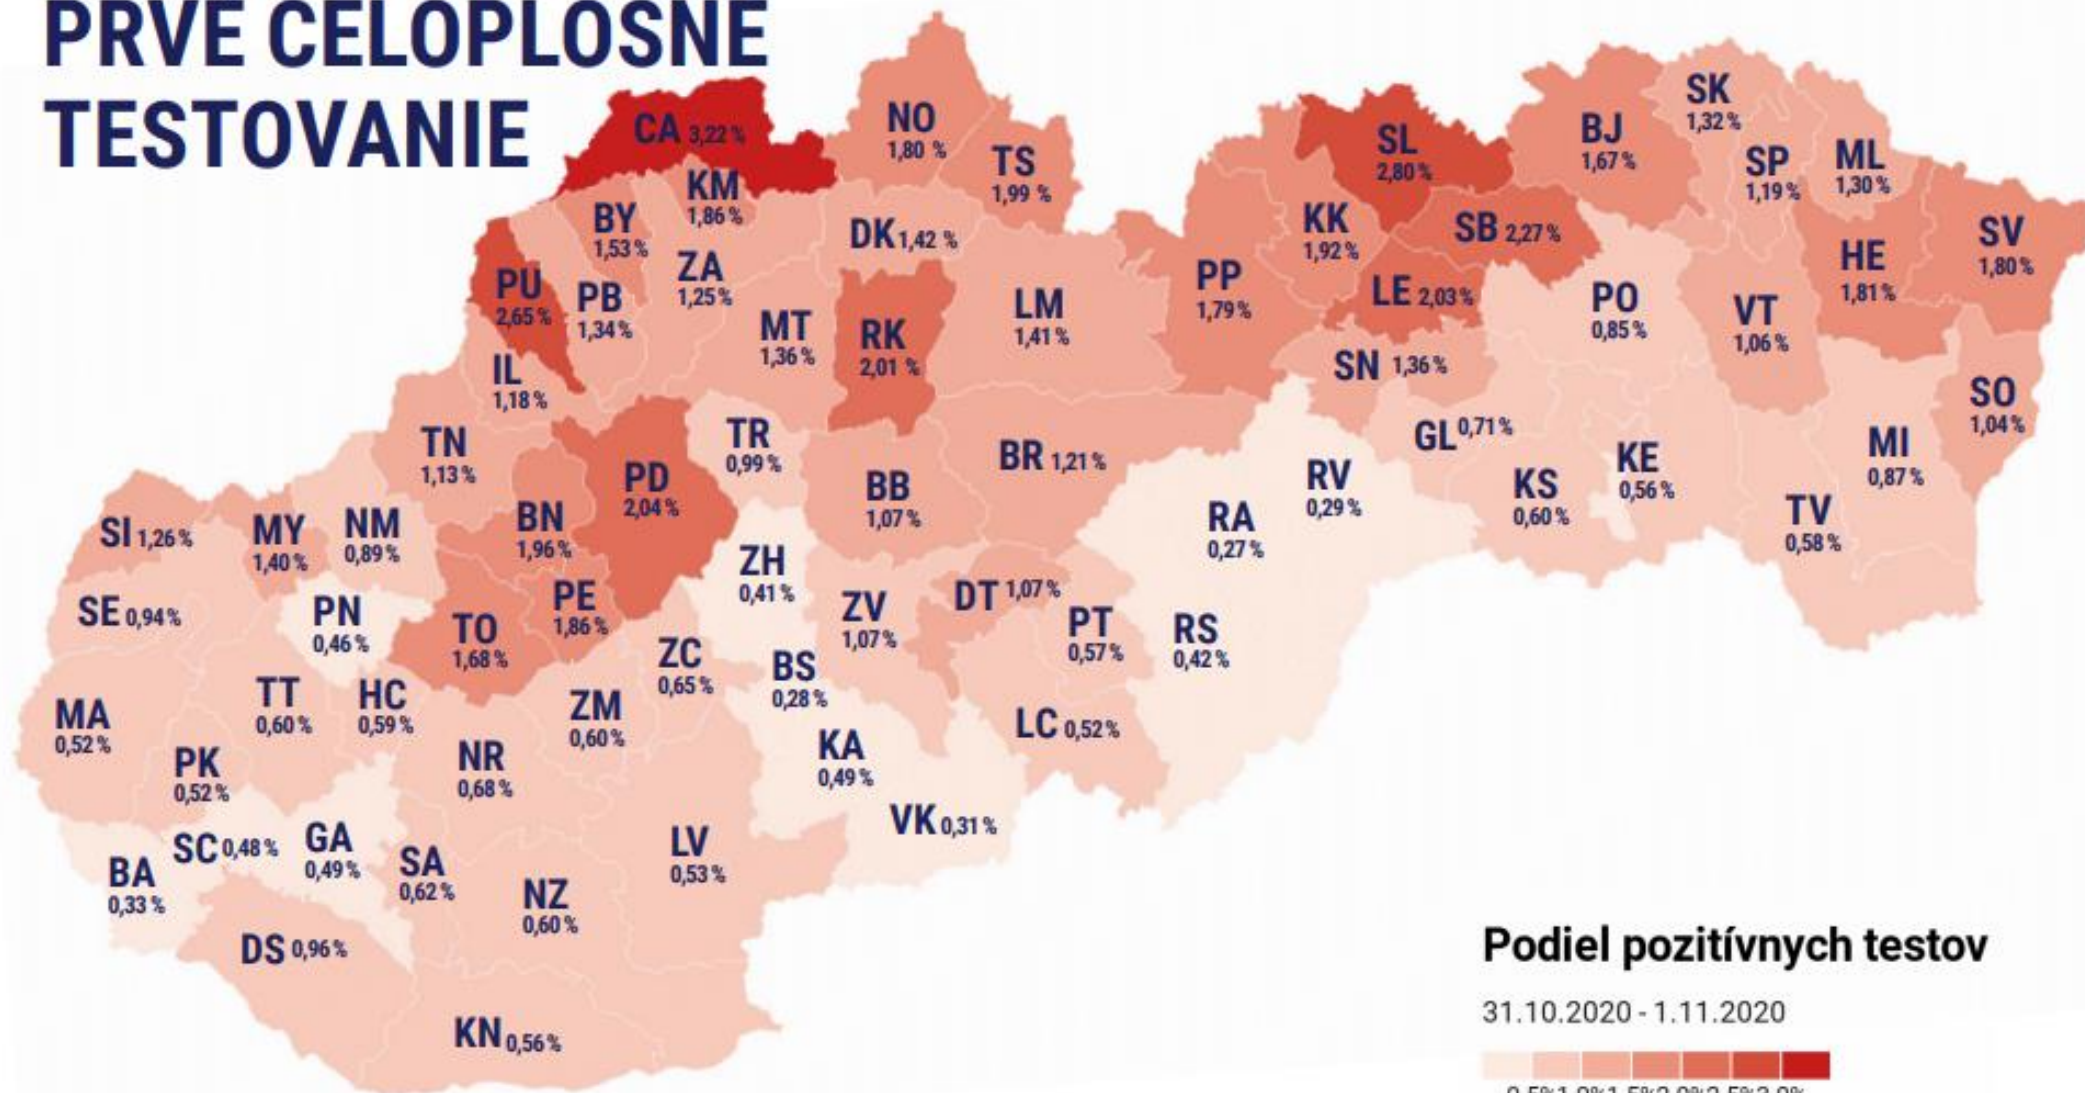 PRVÉ CELOPLOŠNÉ
TESTOVANIE
CA 3,22 %
NO
1,80 %
TS
1,99 %
KM
1,86 %
BY
1,53 %
DK 1,42 %
ZA
1,25 %
PU
2,65 %
PB
1,34 %
MT
1,36 %
RK
2,01 %
LM
1,41 %
IL
1,18 %
SL
2,80 %
BJ
1,67 %
SK
1,32 %
SP
1,19 %
ML
1,30 %
KK
1,92 %
SB 2,27 %
SV
1,80 %
HE
1,81 %
PP
1,79 %
LE 2,03 %
PO
0,85 %
VT
1,06 %
SN 1,36 %
SO
1,04 %
TN
1,13 %
TR
0,99 %
PD
2,04 %
BR 1,21 %
BB
1,07 %
GL 0,71 %
RV
0,29 %
KE
0,56 %
KS
0,60 %
MI
0,87 %
TV
0,58 %
RA
0,27 %
SI 1,26 %
MY
1,40 %
NM
0,89 %
BN
1,96 %
ZH
0,41 %
SE 0,94 %
PN
0,46 %
TO
1,68 %
PE
1,86 %
ZV
1,07 %
DT 1,07 %
PT
0,57 %
RS
0,42 %
ZC
0,65 %
BS
0,28 %
MA
0,52 %
TT
0,60 %
HC
0,59 %
ZM
0,60 %
LC 0,52 %
PK
0,52 %
NR
0,68 %
KA
0,49 %
VK 0,31 %
SC 0,48 %
GA
0,49 %
BA
0,33 %
SA
0,62 %
LV
0,53 %
NZ
0,60 %
DS 0,96 %
KN 0,56 %
Podiel pozitívnych testov
31.10.2020 - 1.11.2020